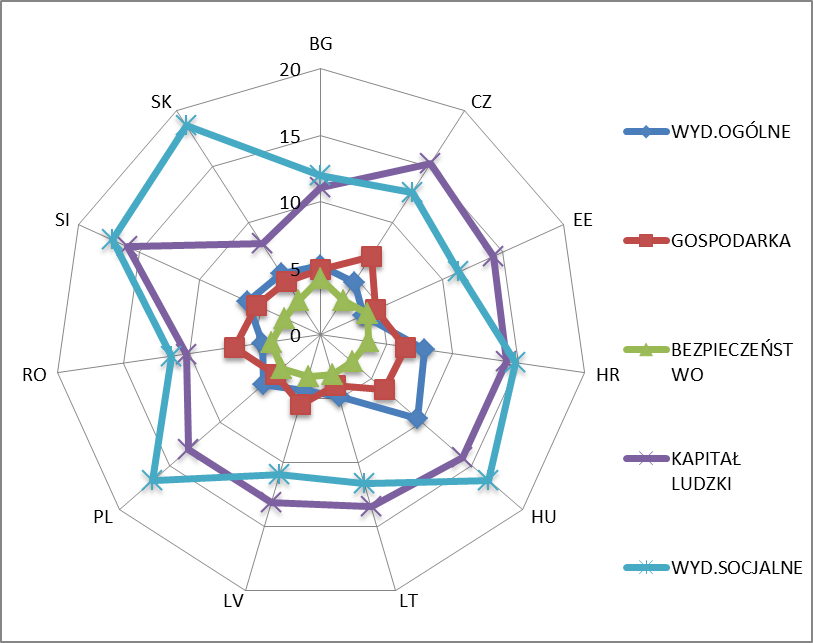 BG
20
SK
CZ
15
10
SI
EE
5
0
RO
HR
PL
HU
LV
LT
WYD.OGÓLNE
GOSPODARKA
BEZPIECZEŃST
WO
KAPITAŁ
LUDZKI
WYD.SOCJALNE